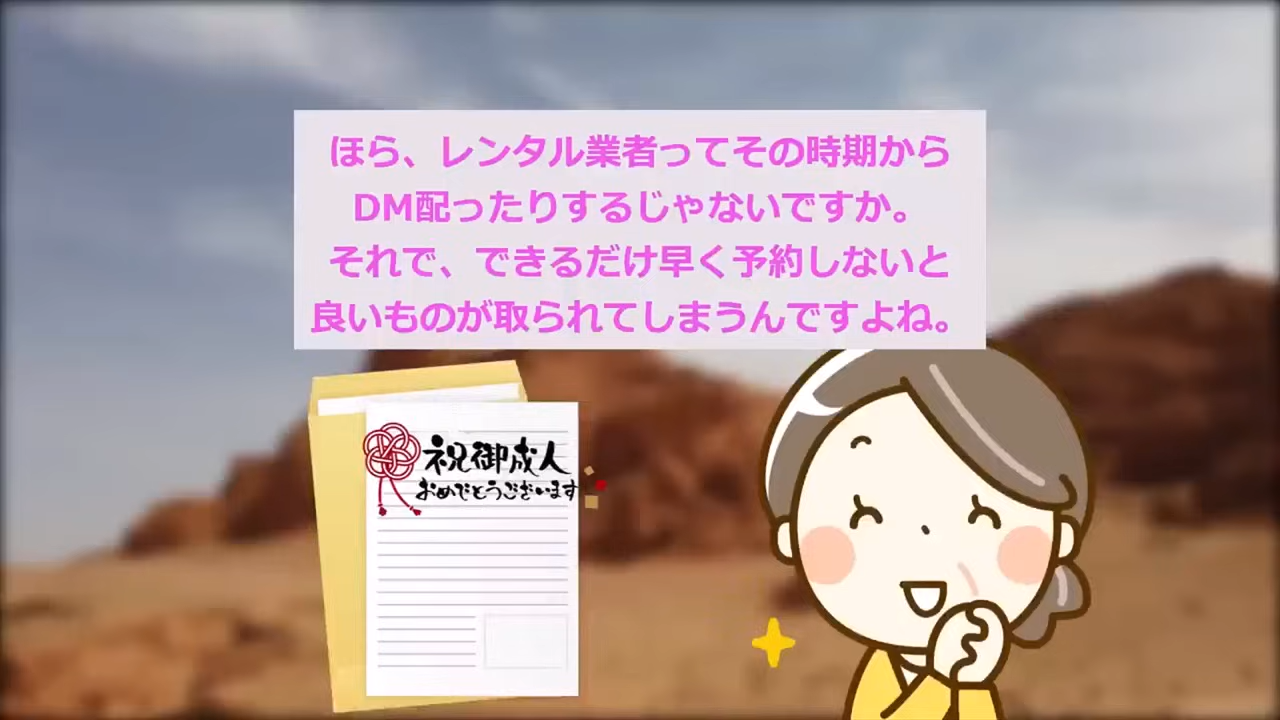 ほら、レンタル業者ってその時期から
DM配ったりするじゃないですか。
それで、できるだけ早く予約しないと
良いものが取られてしまうんですよね。
祝御成人
おめでとうございます